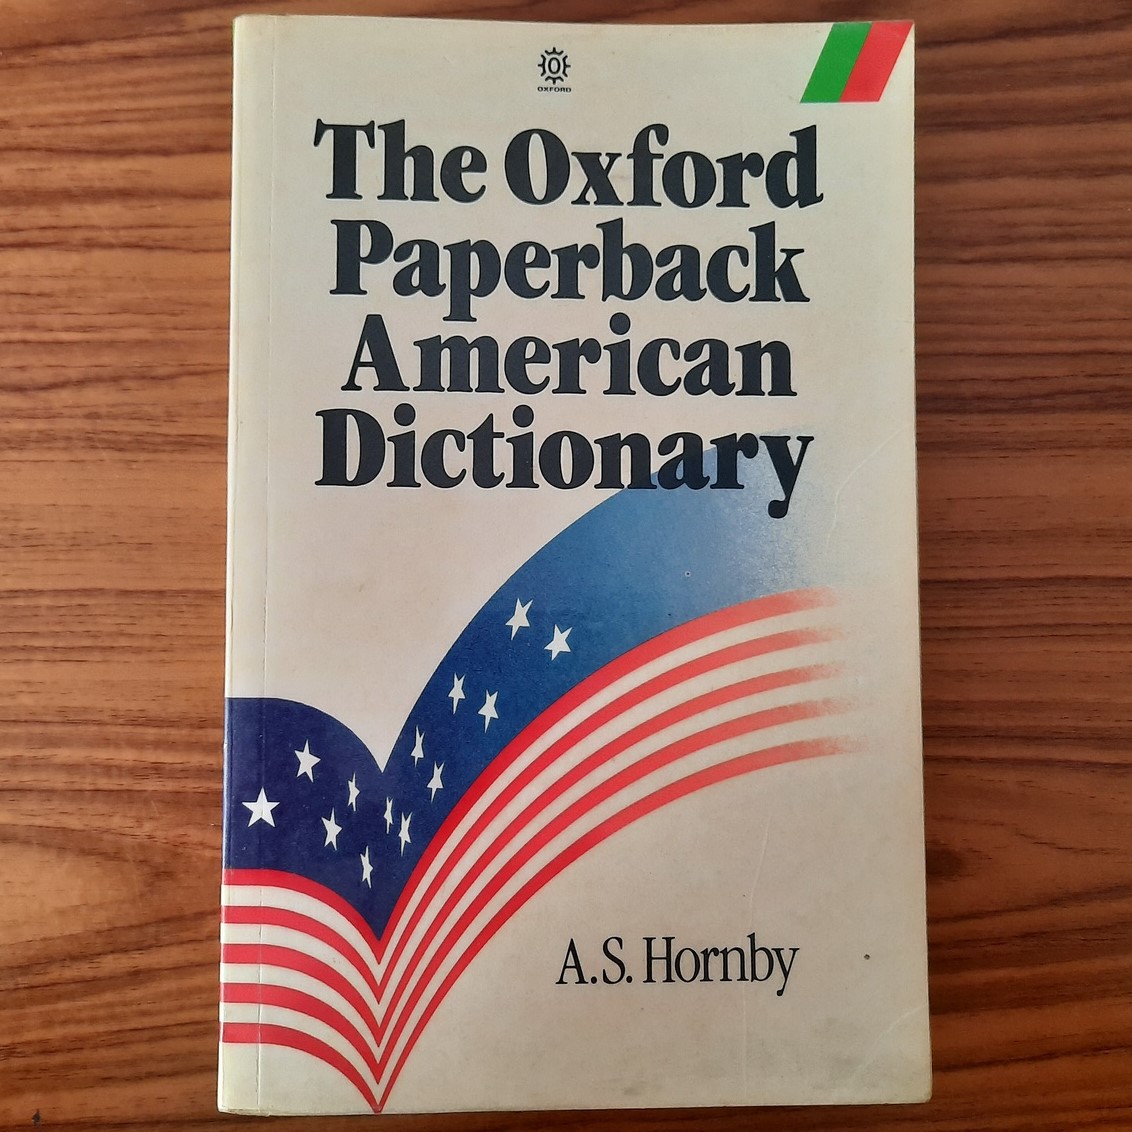 OXFORD
The Oxford
Paperback
American
Dictionary
A.S. Hornby